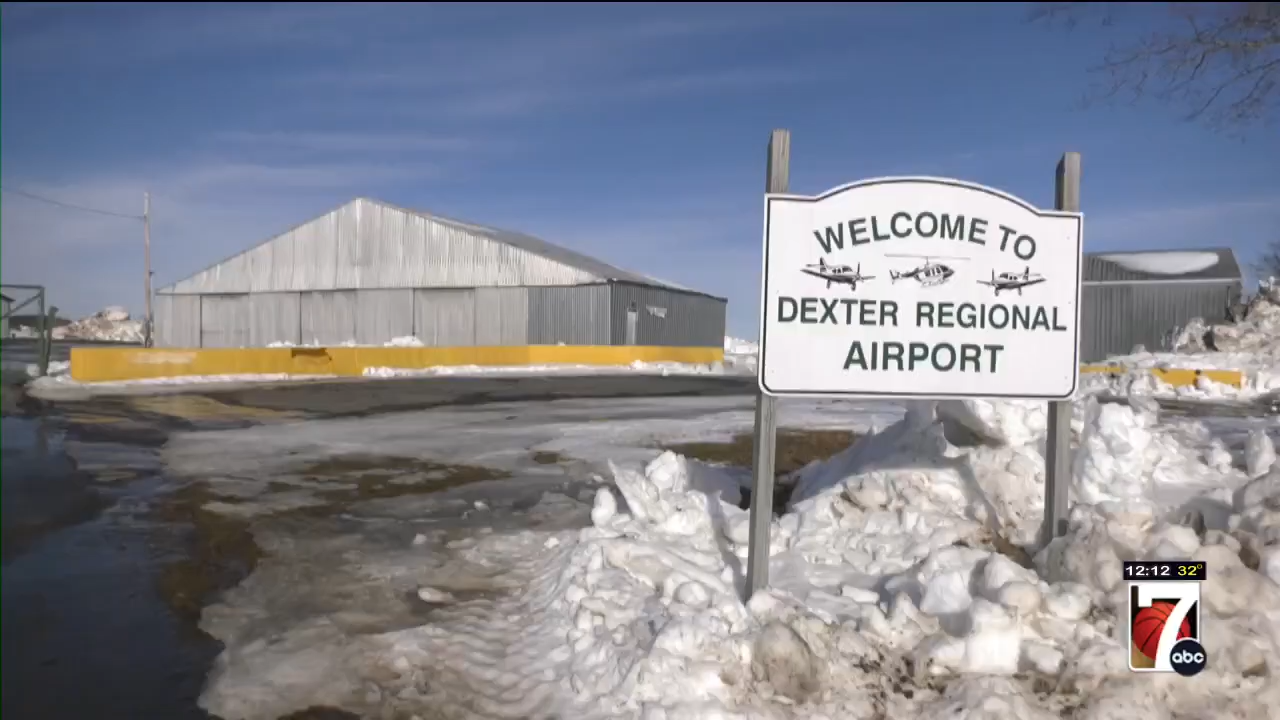 WELCOME TO
DEXTER REGIONAL
AIRPORT
12:12 32°
7
abc